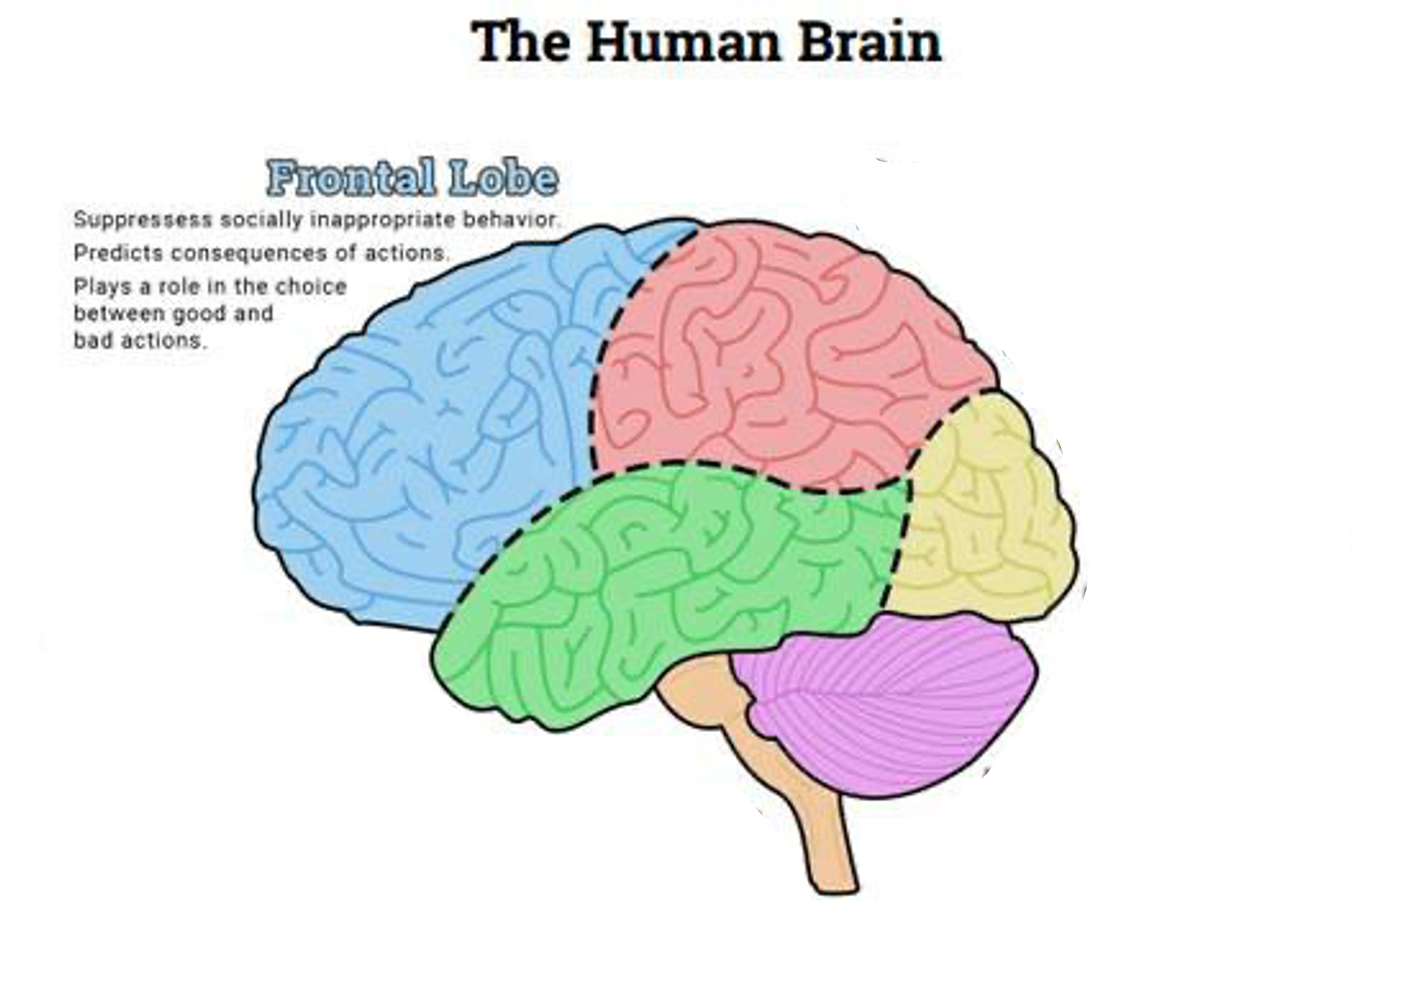 The Human Brain
Frontal Lobe
Suppressess socially inappropriate behavior.
Predicts consequences of actions.
Plays a role in the choice
between good and
bad actions.